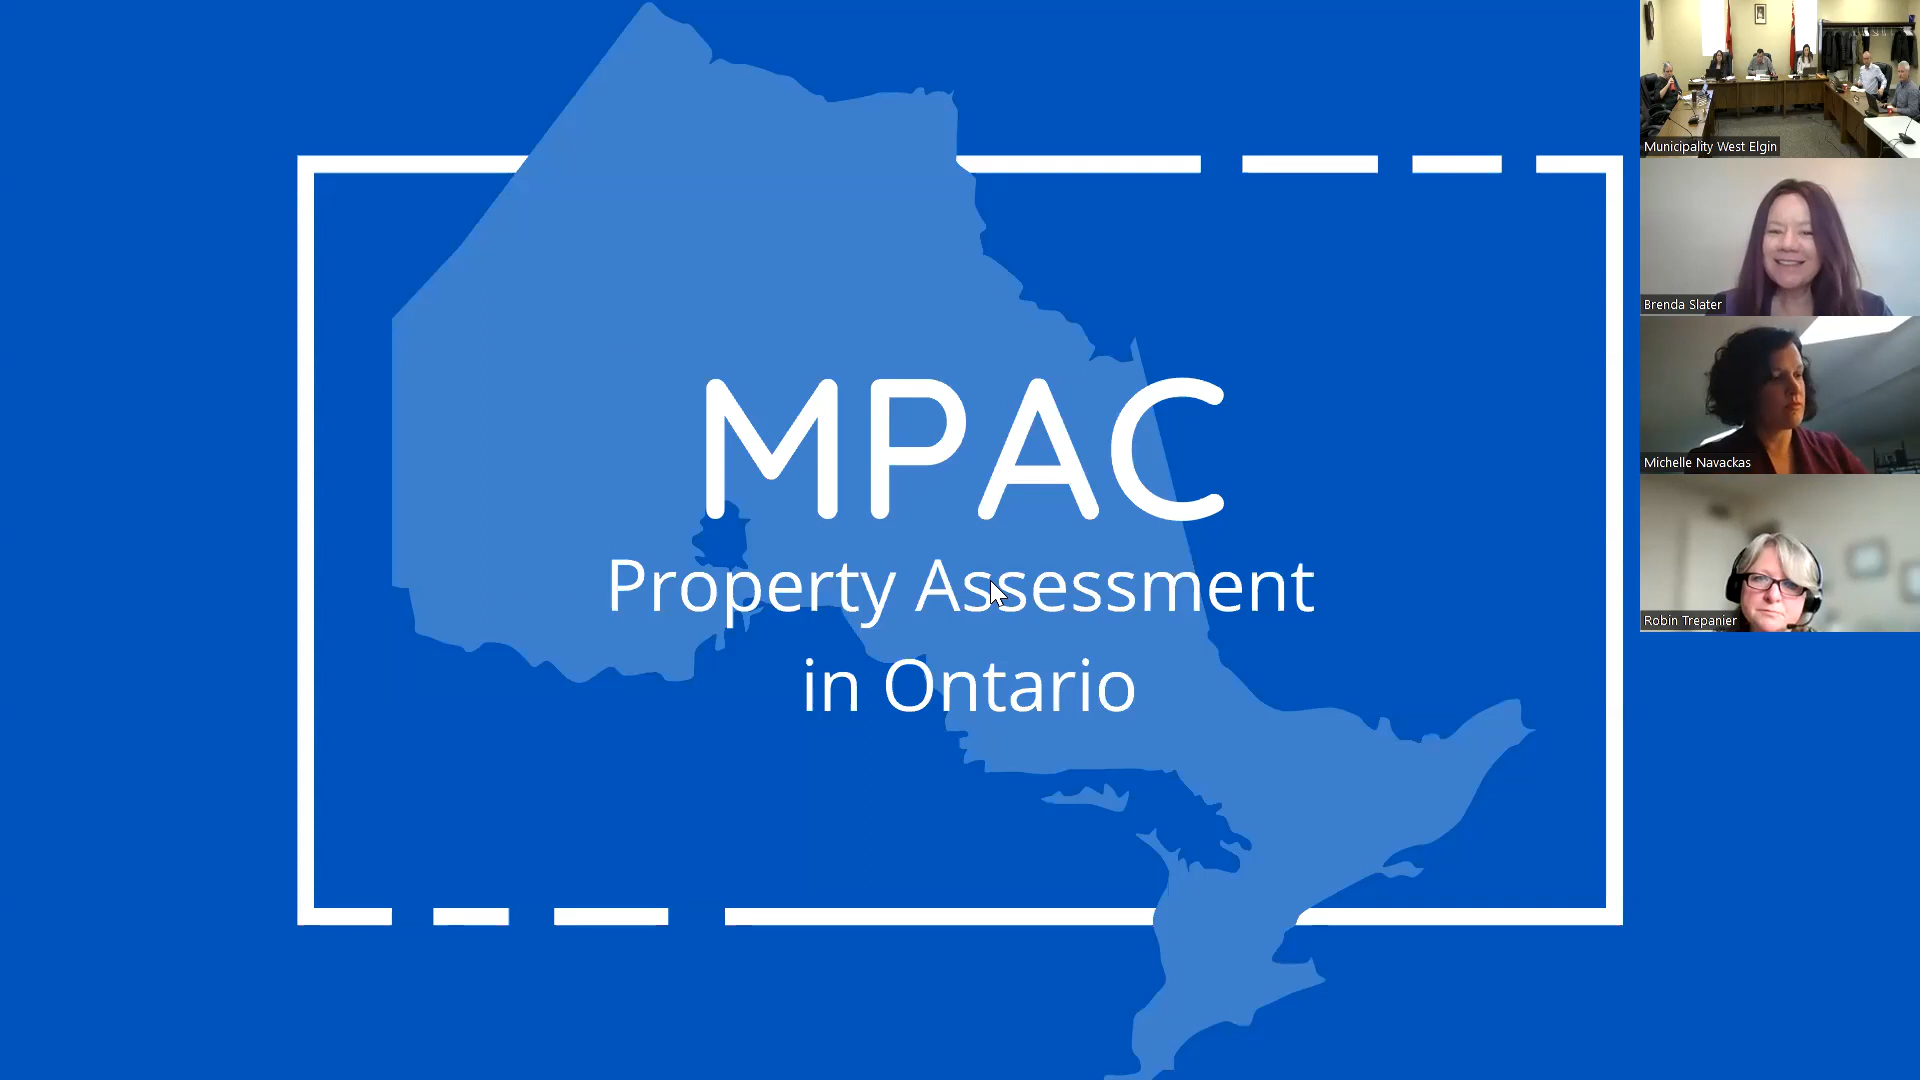 MPAC
Property Assessment
in Ontario
Municipality West Elgin
Brenda Slater
Michelle Navackas
Robin Trepanier